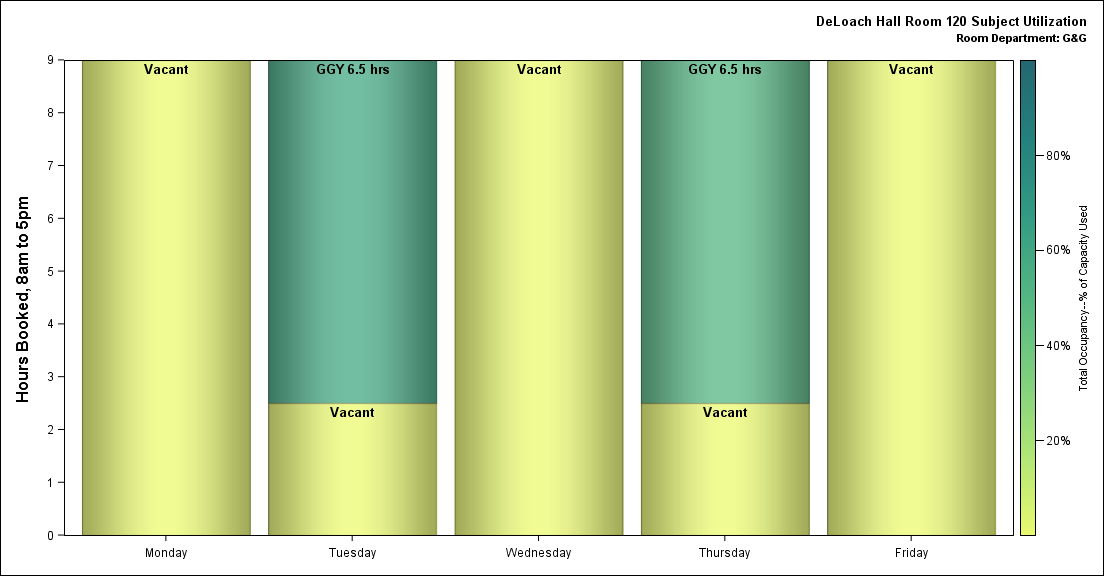 DeLoach Hall Room 120 Subject Utilization
Room Department: G&G
Hours Booked, 8am to 5pm
9
8
7
6
5
4
3
2
1
0
Vacant
GGY 6.5 hrs
Vacant
GGY 6.5 hrs
Vacant
Vacant
Vacant
Monday
Tuesday
Wednesday
Thursday
Friday
80%
60%
40%
20%
Total Occupancy--% of Capacity Used